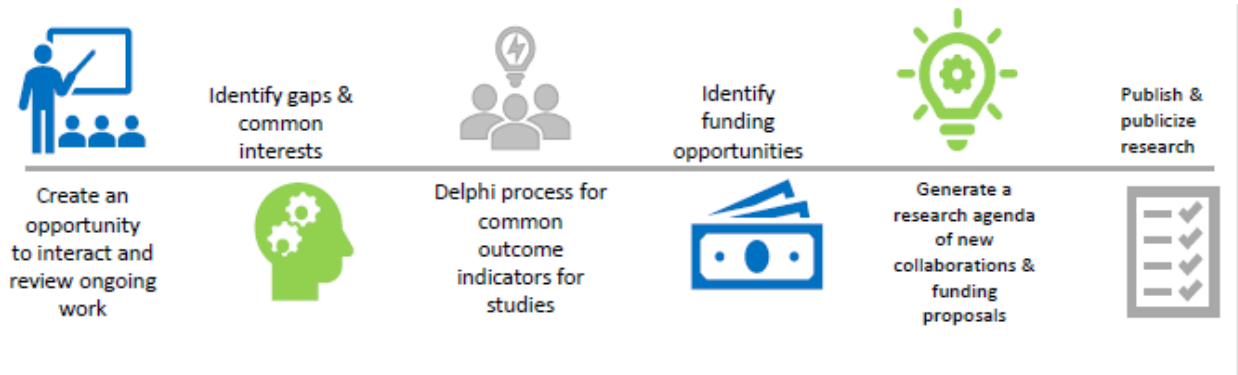 Create an
opportunity
to interact and
review ongoing
work
Identify gaps &
common
interests
Delphi process for
common
outcome
indicators for
studies
Identify
funding
opportunities
Generate a
research agenda
of new
collaborations &
funding
proposals
Publish &
publicize
research